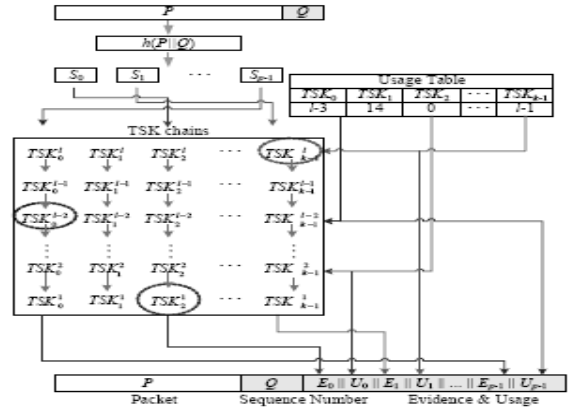 P Q
h(P||Q)
S₀ S₁ ··· Sₚ₋₁
Usage Table
TSK₀ TSK₁ TSK₂ ··· TSKₖ₋₁
l-3 14 0 ··· l-1
TSK chains
TSK₀ˡ TSK₁ˡ TSK₂ˡ ··· TSKₖ₋₁ˡ
TSK₀ˡ⁻¹ TSK₁ˡ⁻¹ TSK₂ˡ⁻¹ TSKₖ₋₁ˡ⁻¹
TSK₀ˡ⁻² TSK₁ˡ⁻² TSK₂ˡ⁻² ··· TSKₖ₋₁ˡ⁻²
⋮ ⋮ ⋮ ⋮
TSK₀² TSK₁² TSK₂² ··· TSKₖ₋₁²
TSK₀¹ TSK₁¹ TSK₂¹ ··· TSKₖ₋₁¹
P Q E₀ || U₀ || E₁ || U₁ || ... || Eₚ₋₁ || Uₚ₋₁
Packet Sequence Number Evidence & Usage